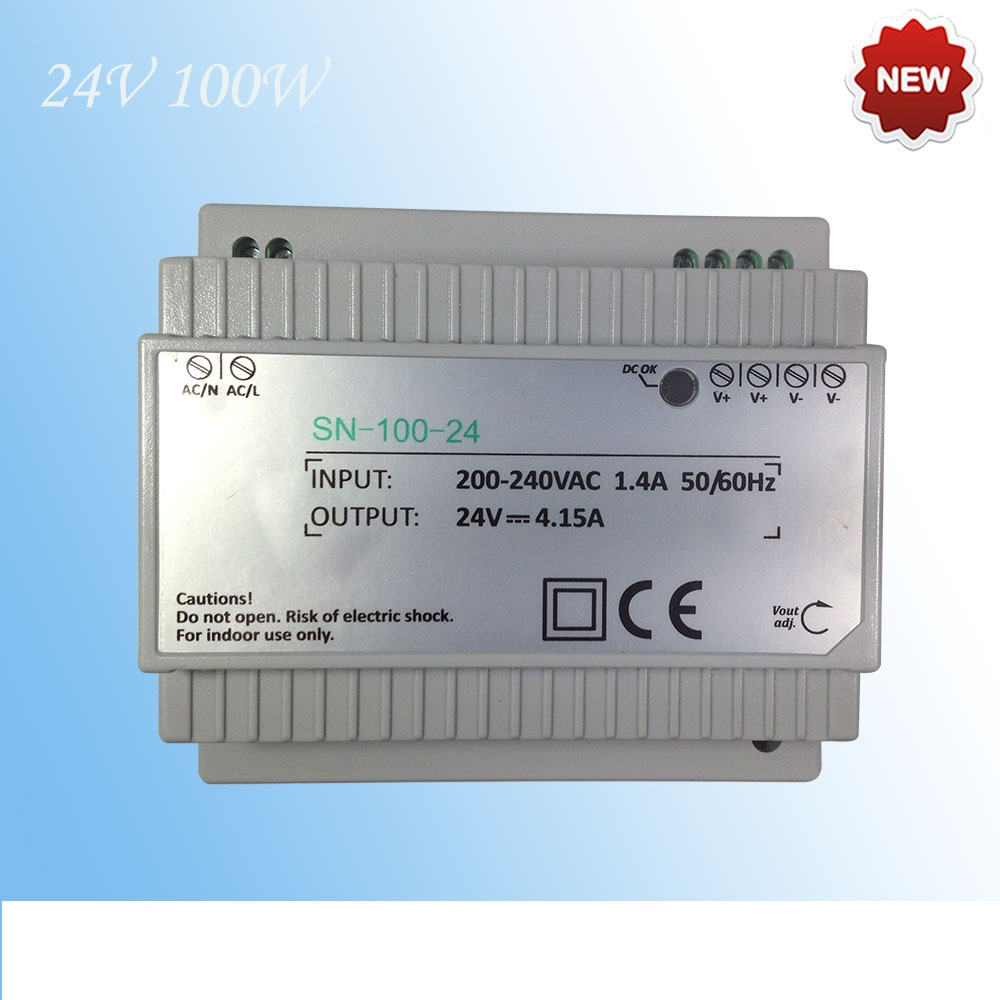 24V 100W
NEW
AC/N AC/L
DC OK
V+ V+ V- V-
SN-100-24
INPUT: 200-240VAC 1.4A 50/60Hz
OUTPUT: 24V⎓4.15A
Cautions!
Do not open. Risk of electric shock.
For indoor use only.
CE
Vout
adj.